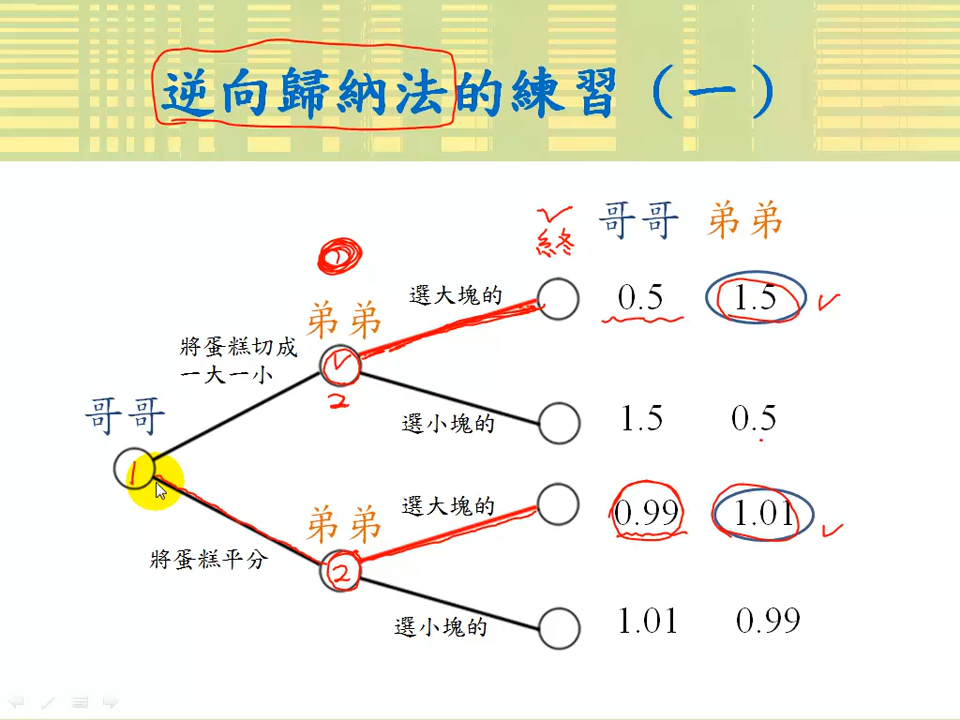 逆向歸納法的練習（一）
哥哥 弟弟
終
選大塊的
0.5 1.5
弟弟
將蛋糕切成
一大一小
2
選小塊的
1.5 0.5
哥哥
1
選大塊的
0.99 1.01
弟弟
將蛋糕平分
2
選小塊的
1.01 0.99